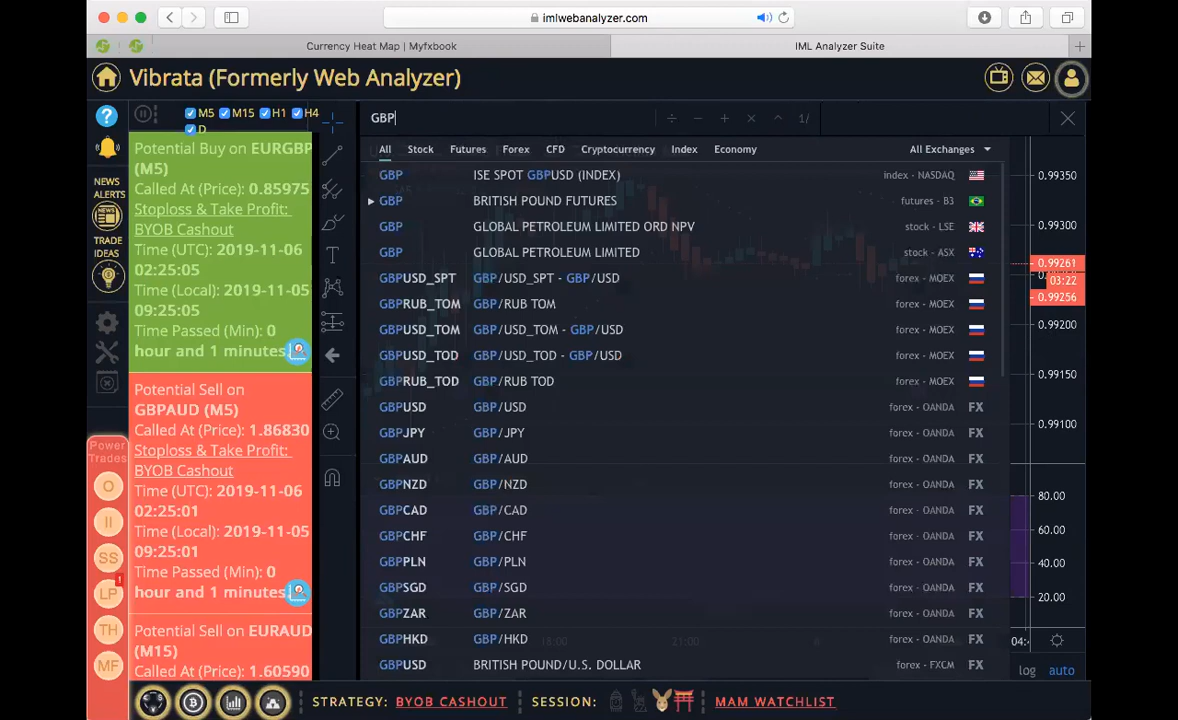 imlwebanalyzer.com
Currency Heat Map | Myfxbook
IML Analyzer Suite
Vibrata (Formerly Web Analyzer)
M5 M15 H1 H4
D
NEWS
ALERTS
NEWS
TRADE
IDEAS
Power
Trades
O
II
SS
LP
1
TH
MF
Potential Buy on EURGBP
(M5)
Called At (Price): 0.85975
Stoploss & Take Profit:
BYOB Cashout
Time (UTC): 2019-11-06
02:25:05
Time (Local): 2019-11-05
09:25:05
Time Passed (Min): 0
hour and 1 minutes
Potential Sell on
GBPAUD (M5)
Called At (Price): 1.86830
Stoploss & Take Profit:
BYOB Cashout
Time (UTC): 2019-11-06
02:25:01
Time (Local): 2019-11-05
09:25:01
Time Passed (Min): 0
hour and 1 minutes
Potential Sell on EURAUD
(M15)
Called At (Price): 1.60590
GBP ÷ − + × ^ 1/
All Stock Futures Forex CFD Cryptocurrency Index Economy All Exchanges
GBP ISE SPOT GBPUSD (INDEX) index - NASDAQ
GBP BRITISH POUND FUTURES futures - B3
GBP GLOBAL PETROLEUM LIMITED ORD NPV stock - LSE
GBP GLOBAL PETROLEUM LIMITED stock - ASX
GBPUSD_SPT GBP/USD_SPT - GBP/USD forex - MOEX
GBPRUB_TOM GBP/RUB TOM forex - MOEX
GBPUSD_TOM GBP/USD_TOM - GBP/USD forex - MOEX
GBPUSD_TOD GBP/USD_TOD - GBP/USD forex - MOEX
GBPRUB_TOD GBP/RUB TOD forex - MOEX
GBPUSD GBP/USD forex - OANDA FX
GBPJPY GBP/JPY forex - OANDA FX
GBPAUD GBP/AUD forex - OANDA FX
GBPNZD GBP/NZD forex - OANDA FX
GBPCAD GBP/CAD forex - OANDA FX
GBPCHF GBP/CHF forex - OANDA FX
GBPPLN GBP/PLN forex - OANDA FX
GBPSGD GBP/SGD forex - OANDA FX
GBPZAR GBP/ZAR forex - OANDA FX
GBPHKD GBP/HKD forex - OANDA FX
GBPUSD BRITISH POUND/U.S. DOLLAR forex - FXCM FX
18:00 21:00
0.99350
0.99300
0.99261
03:22
0.99256
0.99200
0.99150
0.99100
80.00
60.00
40.00
20.00
log auto
STRATEGY: BYOB CASHOUT SESSION: MAM WATCHLIST